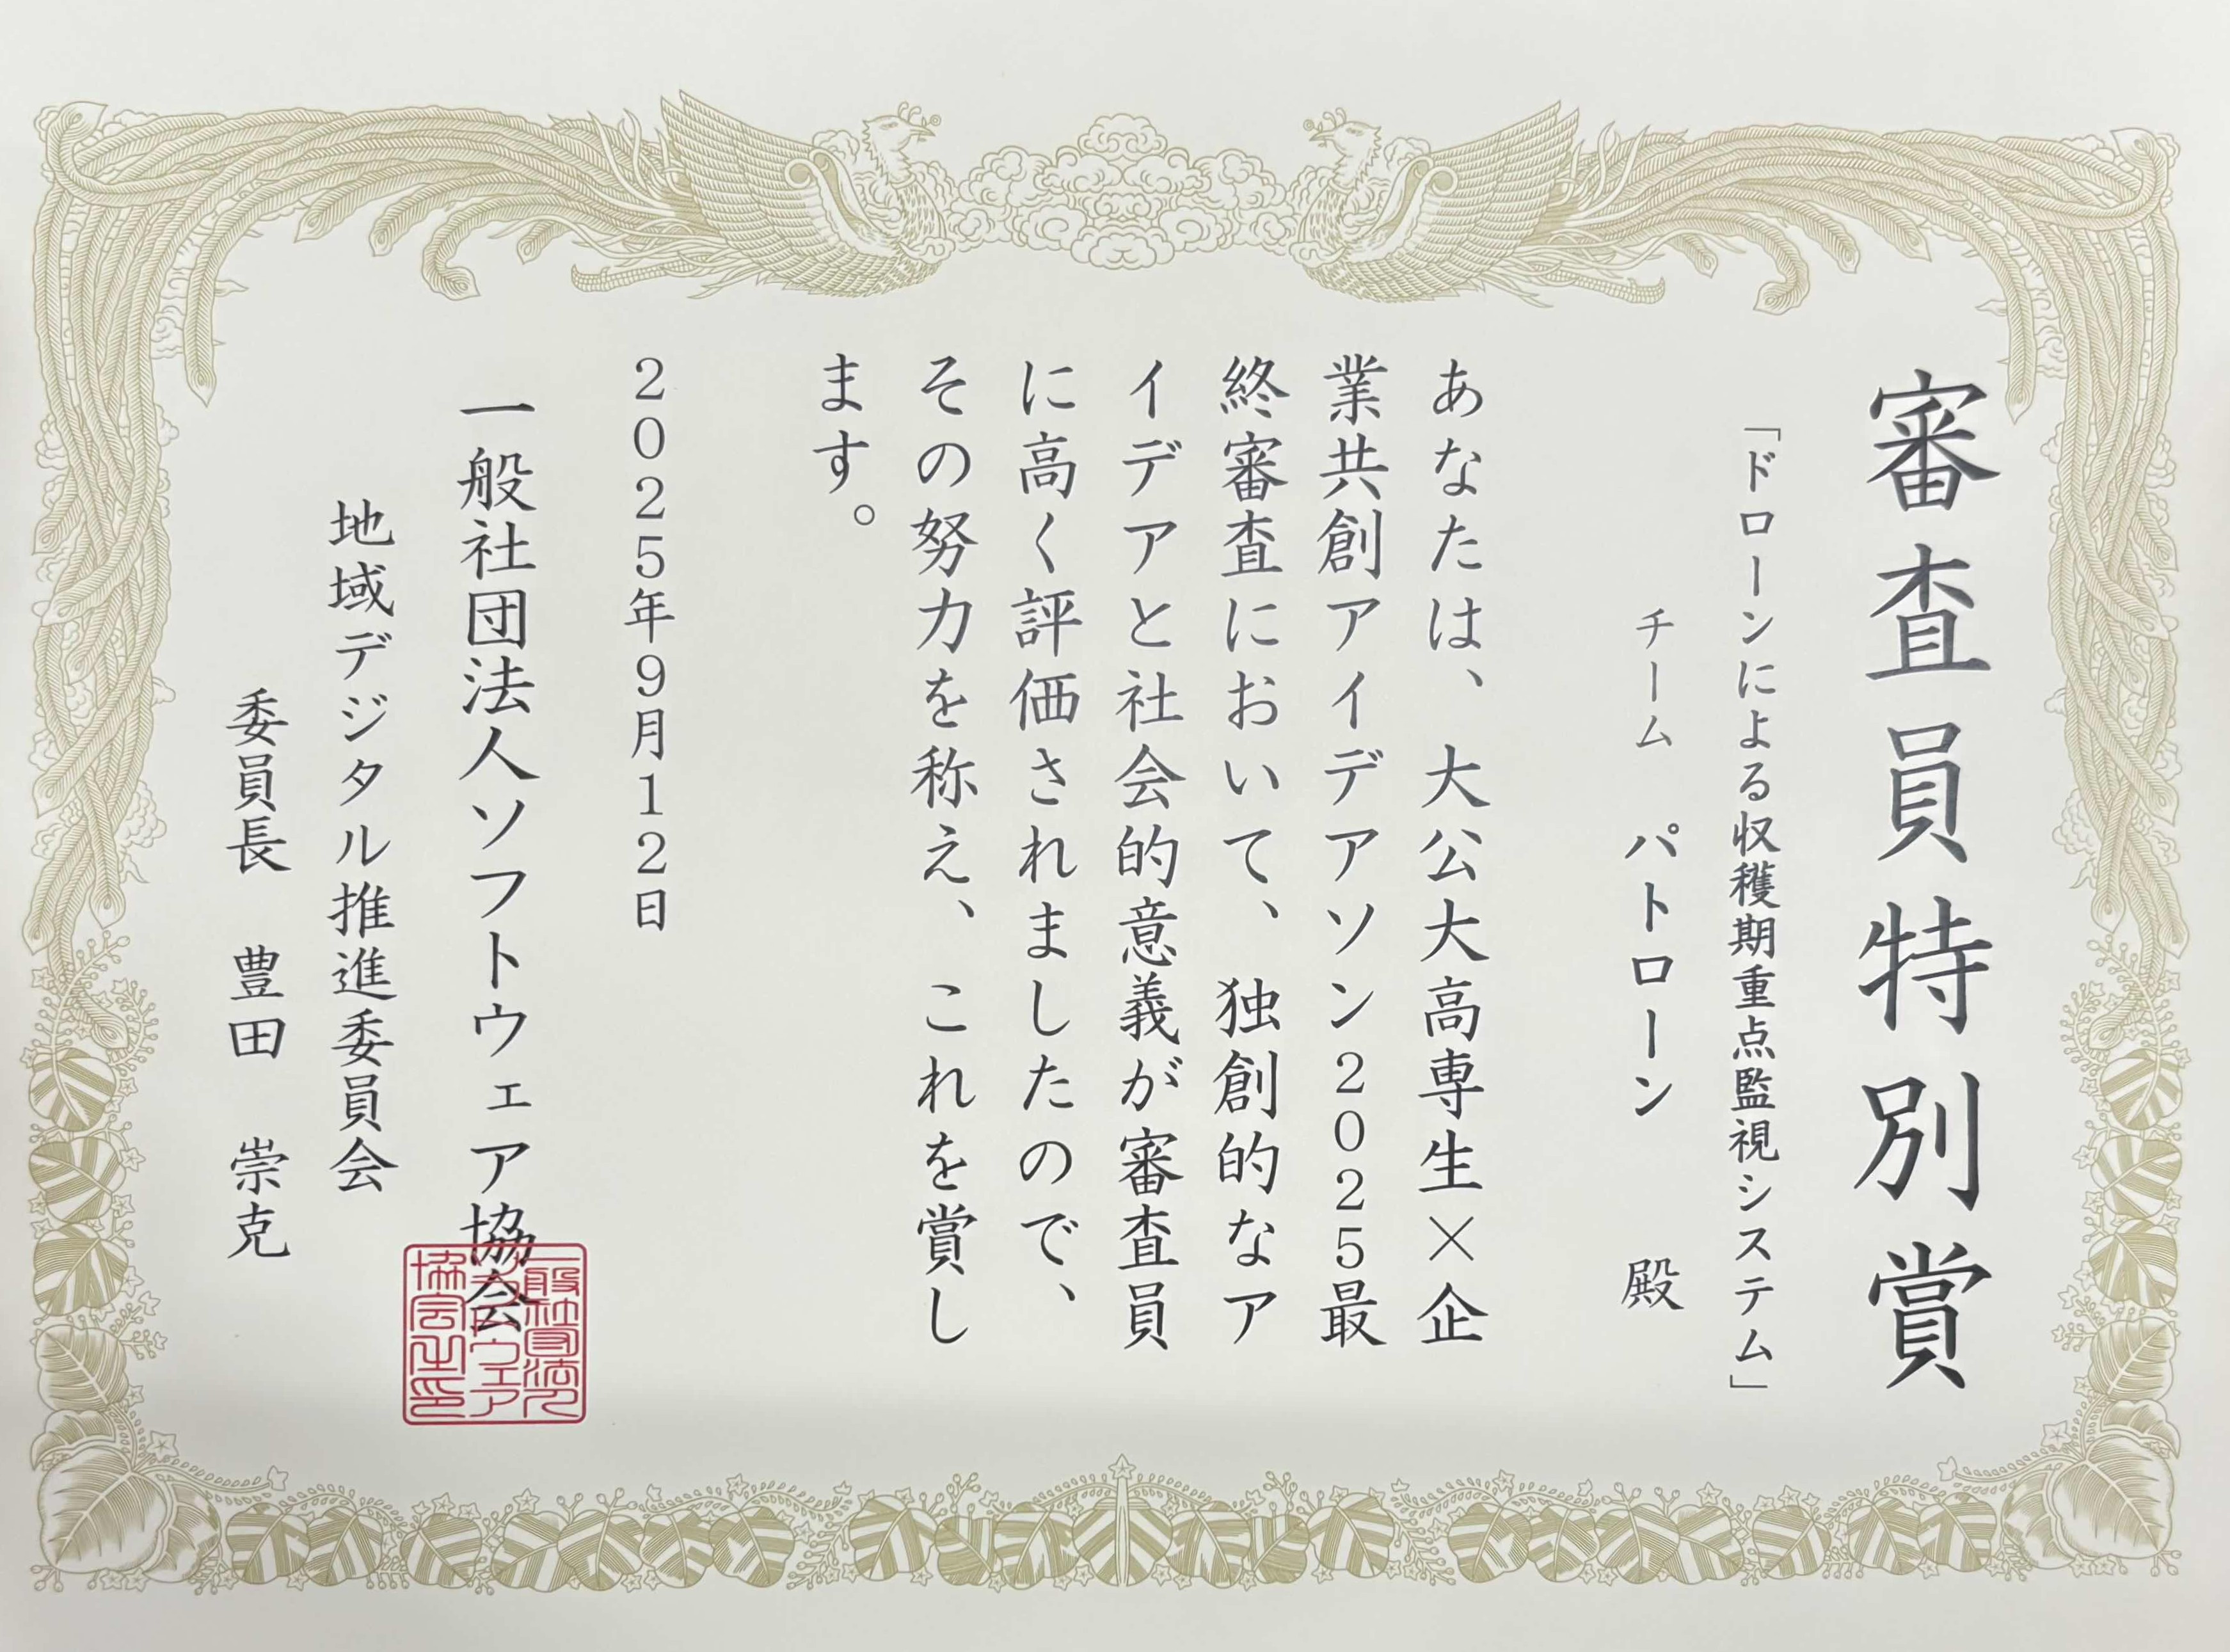 審査員特別賞
「ドローンによる収穫期重点監視システム」
チーム　パトローン　殿
あなたは、大公大大高専生×企
業共創アイデアソン2025最
終審査において、独創的なア
イデアと社会的意義が審査員
に高く評価されましたので、
その努力を称え、これを賞し
ます。
2025年9月12日
一般社団法人ソフトウェア協会
地域デジタル推進委員会
委員長　豊田　崇克
一般社団法人
ソフトウェア
協会之印